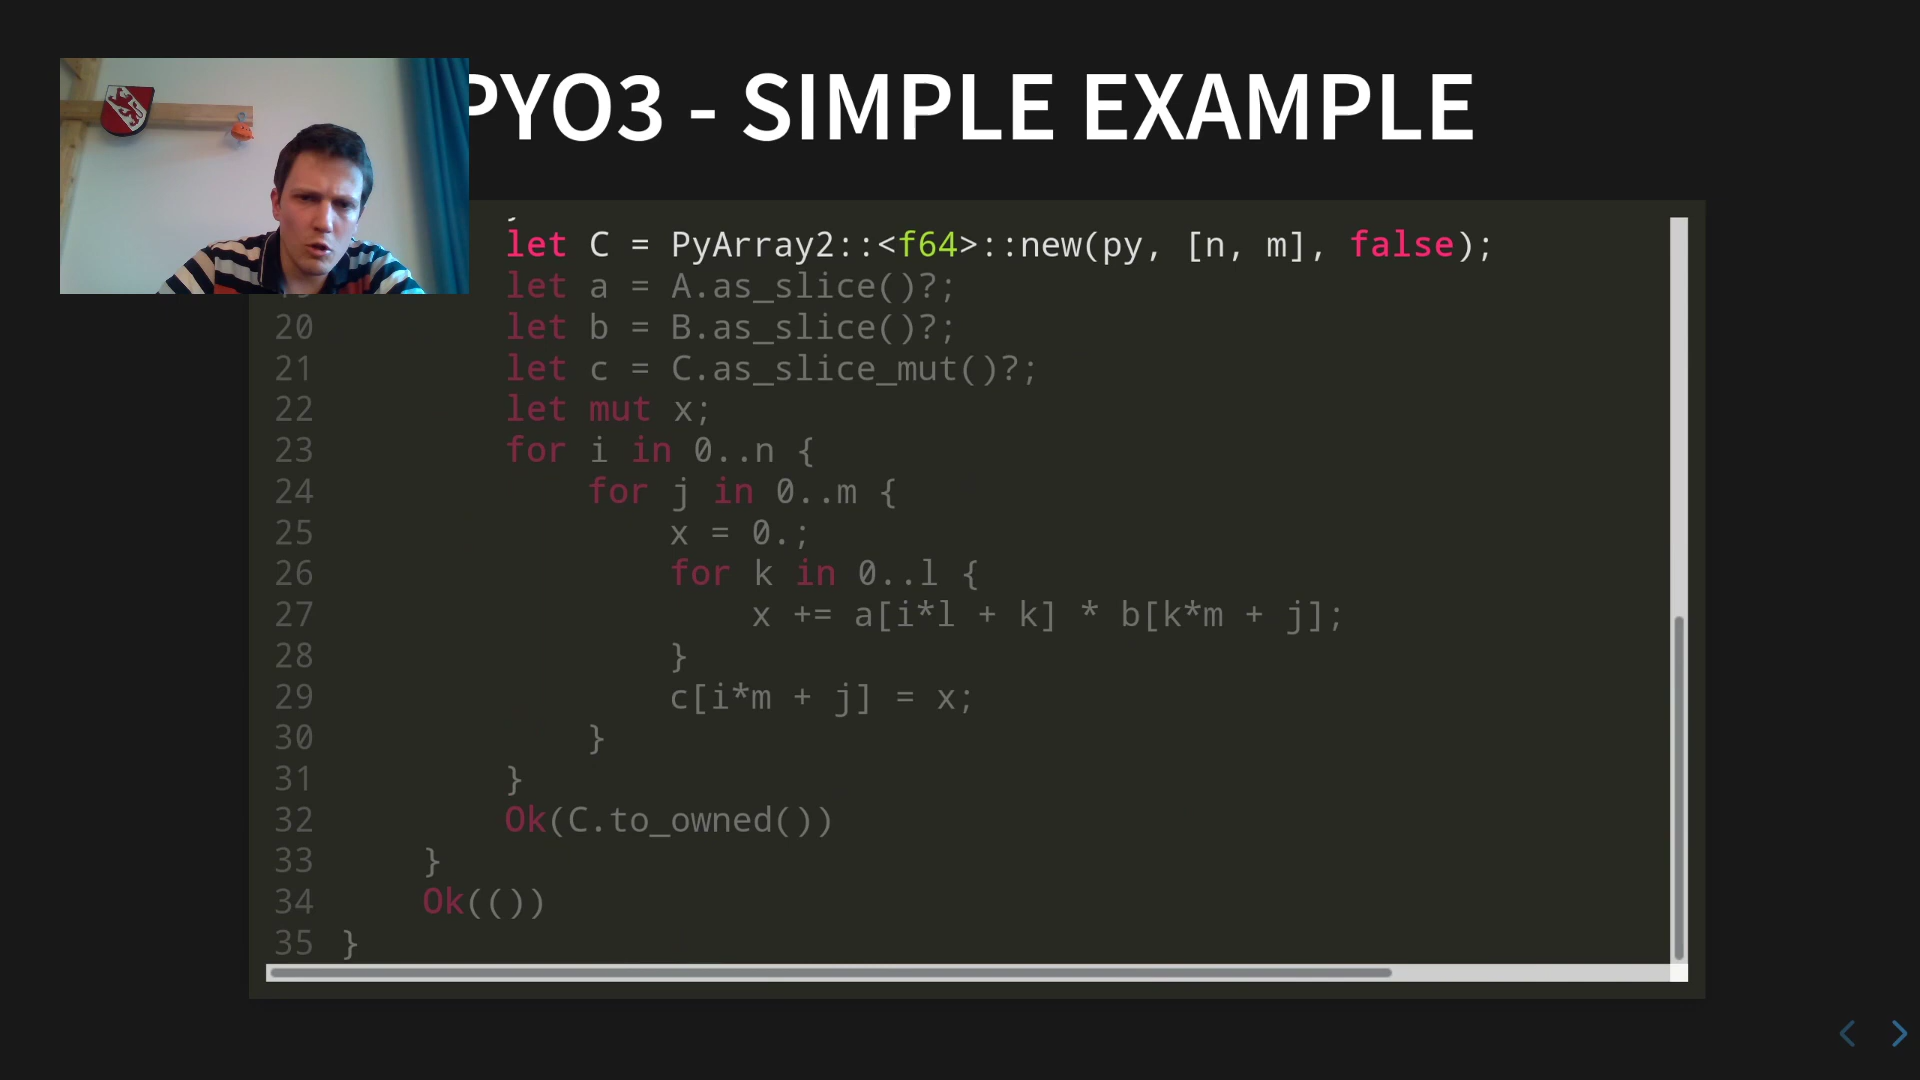 PYO3 - SIMPLE EXAMPLE
let C = PyArray2::<f64>::new(py, [n, m], false);
let a = A.as_slice()?;
20 let b = B.as_slice()?;
21 let c = C.as_slice_mut()?;
22 let mut x;
23 for i in 0..n {
24 for j in 0..m {
25 x = 0.;
26 for k in 0..l {
27 x += a[i*l + k] * b[k*m + j];
28 }
29 c[i*m + j] = x;
30 }
31 }
32 Ok(C.to_owned())
33 }
34 Ok(())
35 }